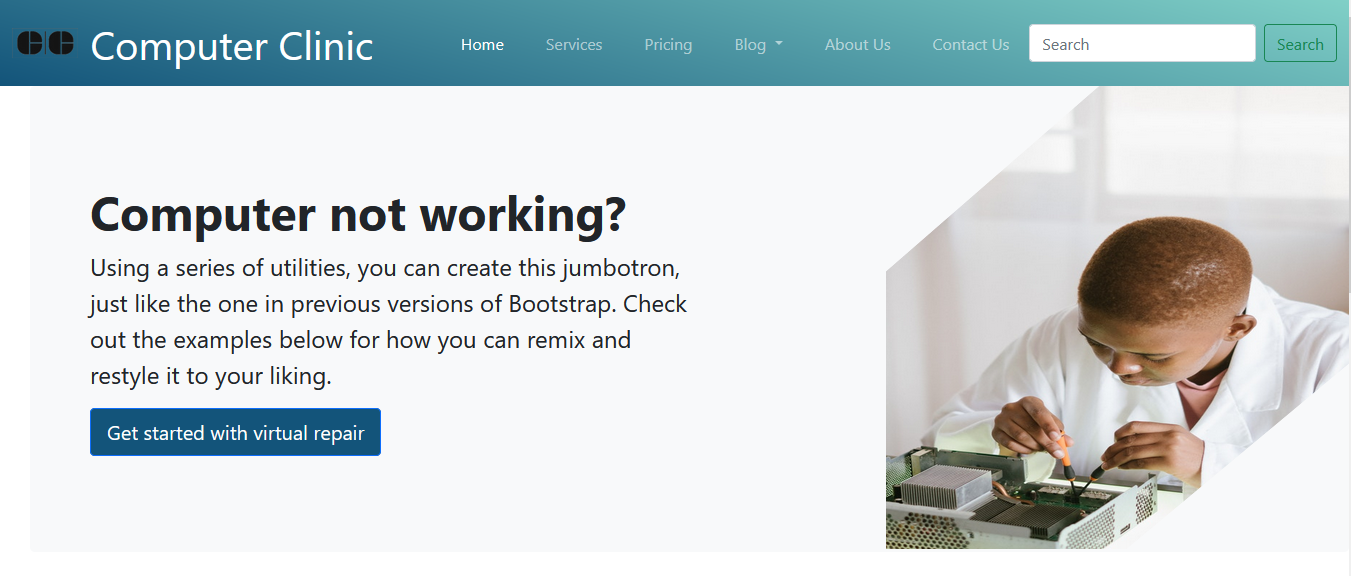 CC Computer Clinic Home Services Pricing Blog About Us Contact Us Search Search
Computer not working?
Using a series of utilities, you can create this jumbotron,
just like the one in previous versions of Bootstrap. Check
out the examples below for how you can remix and
restyle it to your liking.
Get started with virtual repair